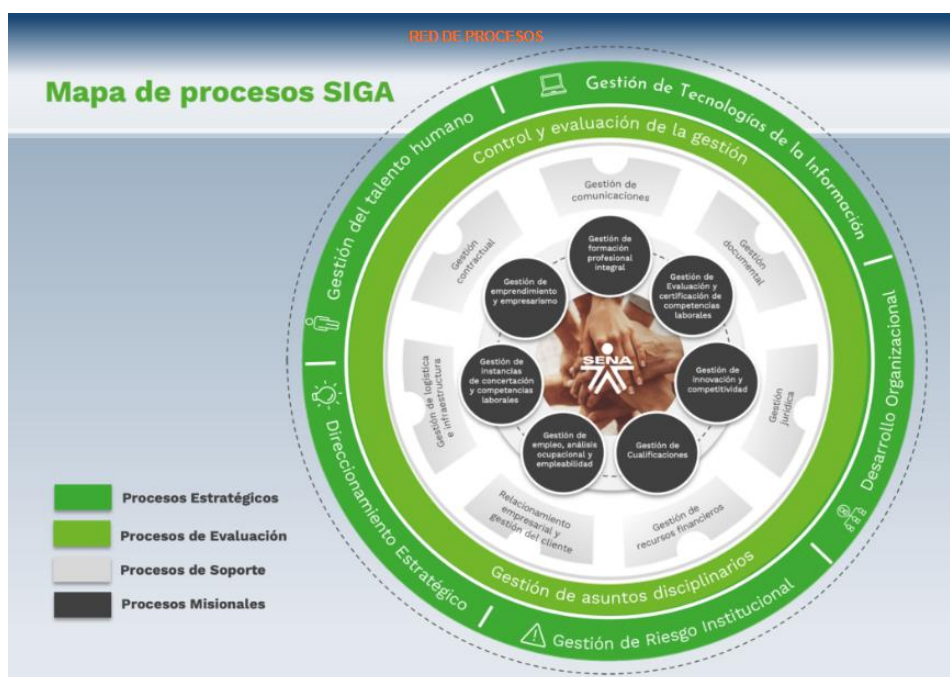 RED DE PROCESOS
Mapa de procesos SIGA
Gestión de Tecnologías de la Información
Desarrollo Organizacional
Gestión de Riesgo Institucional
Direccionamiento Estratégico
Gestión del talento humano
Control y evaluación de la gestión
Gestión de asuntos disciplinarios
Gestión de
comunicaciones
Gestión
documental
Gestión
jurídica
Gestión de
recursos financieros
Relacionamiento
empresarial y
gestión del cliente
Gestión de logística
e infraestructura
Gestión
contractual
Gestión de
formación
profesional
integral
Gestión de
Evaluación y
certificación de
competencias
laborales
Gestión de
innovación y
competitividad
Gestión de
Cualificaciones
Gestión de
empleo, análisis
ocupacional y
empleabilidad
Gestión de
instancias
de concertación
y competencias
laborales
Gestión de
emprendimiento
y empresarismo
SENA
Procesos Estratégicos
Procesos de Evaluación
Procesos de Soporte
Procesos Misionales